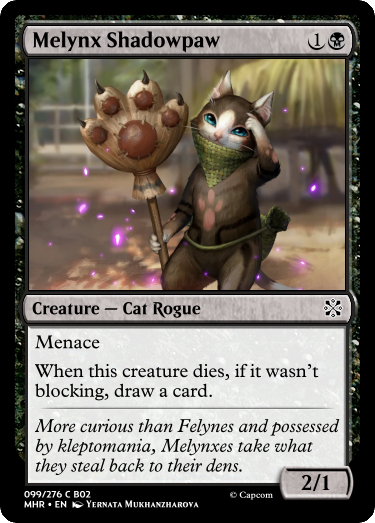 Melynx Shadowpaw 1
Creature — Cat Rogue
Menace
When this creature dies, if it wasn't
blocking, draw a card.
More curious than Felynes and possessed
by kleptomania, Melynxes take what
they steal back to their dens.
2/1
099/276 C B02
MHR • EN Yernata Mukhanzharova
© Capcom